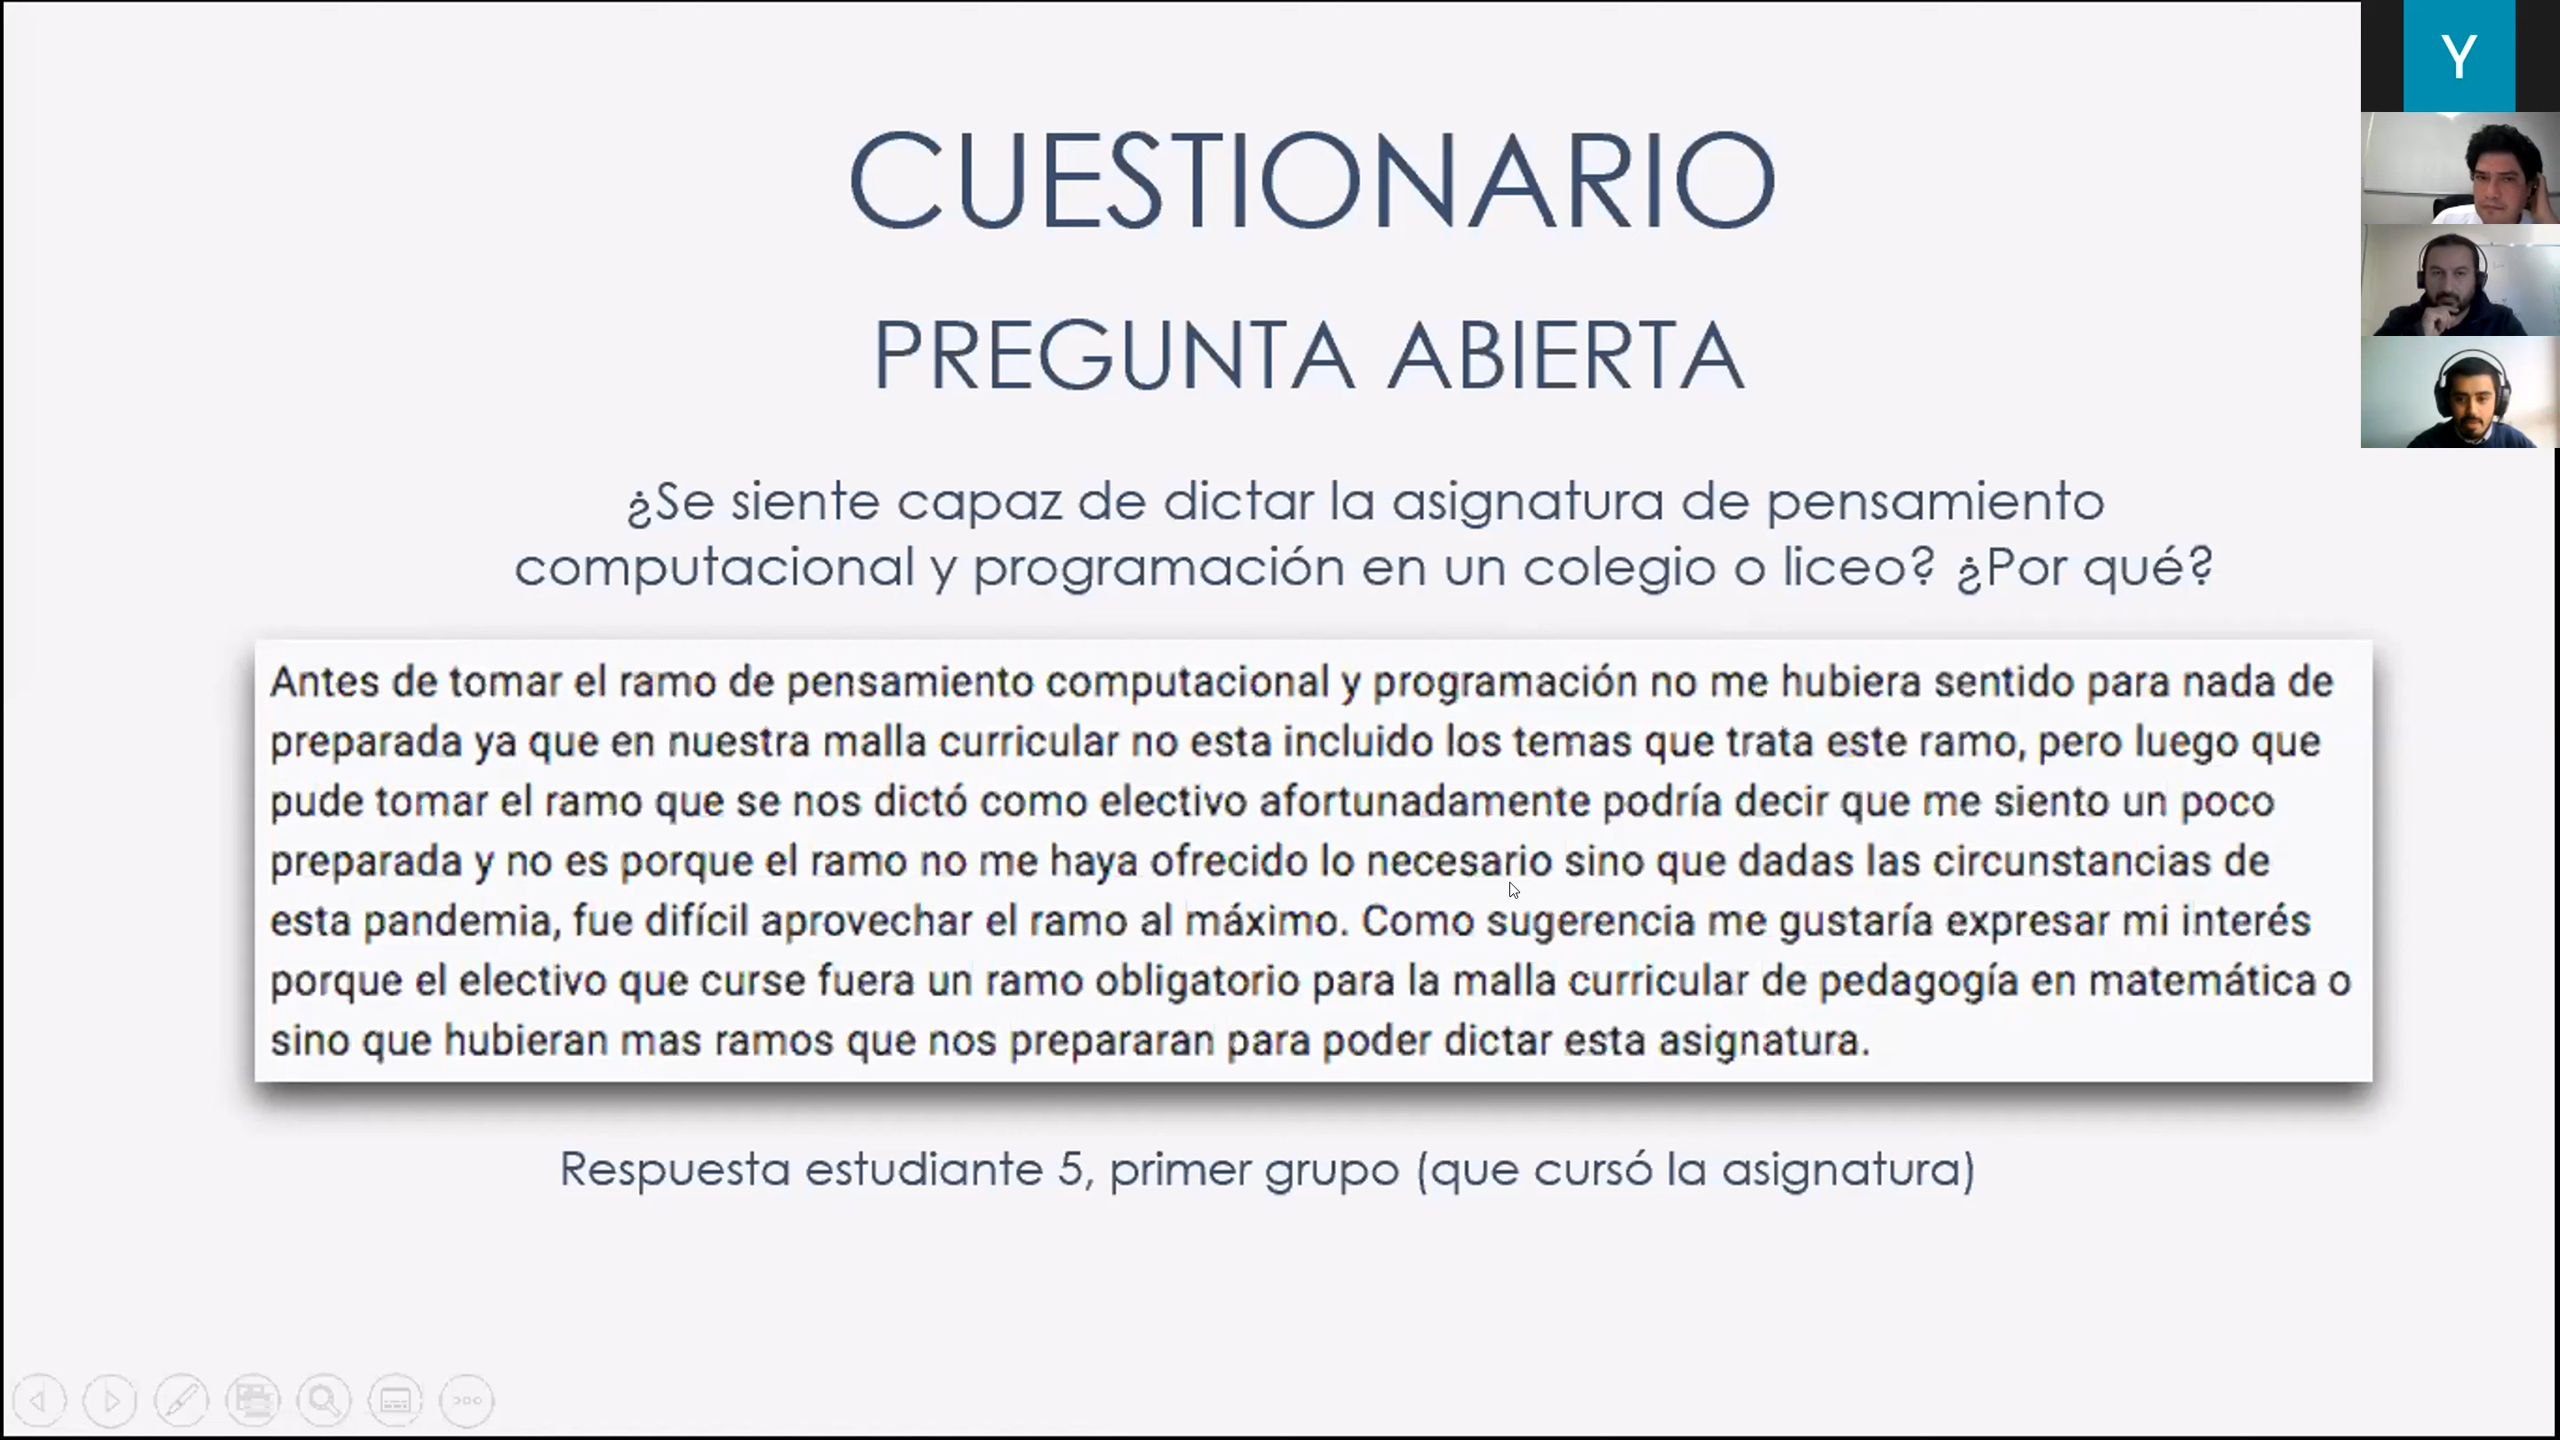 CUESTIONARIO
PREGUNTA ABIERTA
¿Se siente capaz de dictar la asignatura de pensamiento
computacional y programación en un colegio o liceo? ¿Por qué?
Antes de tomar el ramo de pensamiento computacional y programación no me hubiera sentido para nada de
preparada ya que en nuestra malla curricular no esta incluido los temas que trata este ramo, pero luego que
pude tomar el ramo que se nos dictó como electivo afortunadamente podría decir que me siento un poco
preparada y no es porque el ramo no me haya ofrecido lo necesario sino que dadas las circunstancias de
esta pandemia, fue difícil aprovechar el ramo al máximo. Como sugerencia me gustaría expresar mi interés
porque el electivo que curse fuera un ramo obligatorio para la malla curricular de pedagogía en matemática o
sino que hubieran mas ramos que nos prepararan para poder dictar esta asignatura.
Respuesta estudiante 5, primer grupo (que cursó la asignatura)
Y